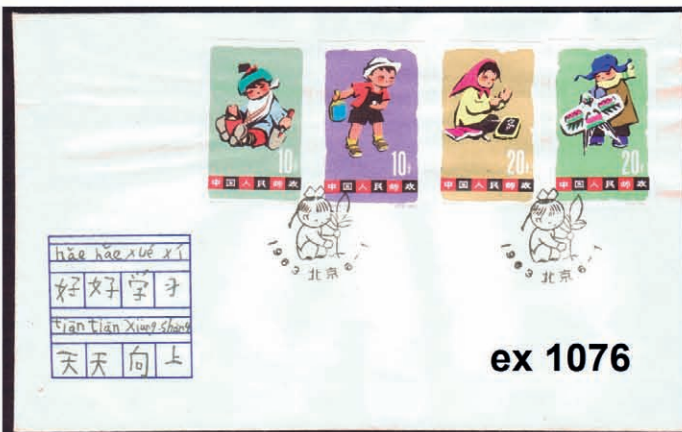 10分 10分 20分 20分
中国人民邮政 中国人民邮政 中国人民邮政 中国人民邮政
1963 北京 6-1 1963 北京 6-1
hǎe hǎe xué xí
好好学习
tiān tiān xiàng shàng
天天向上
ex 1076